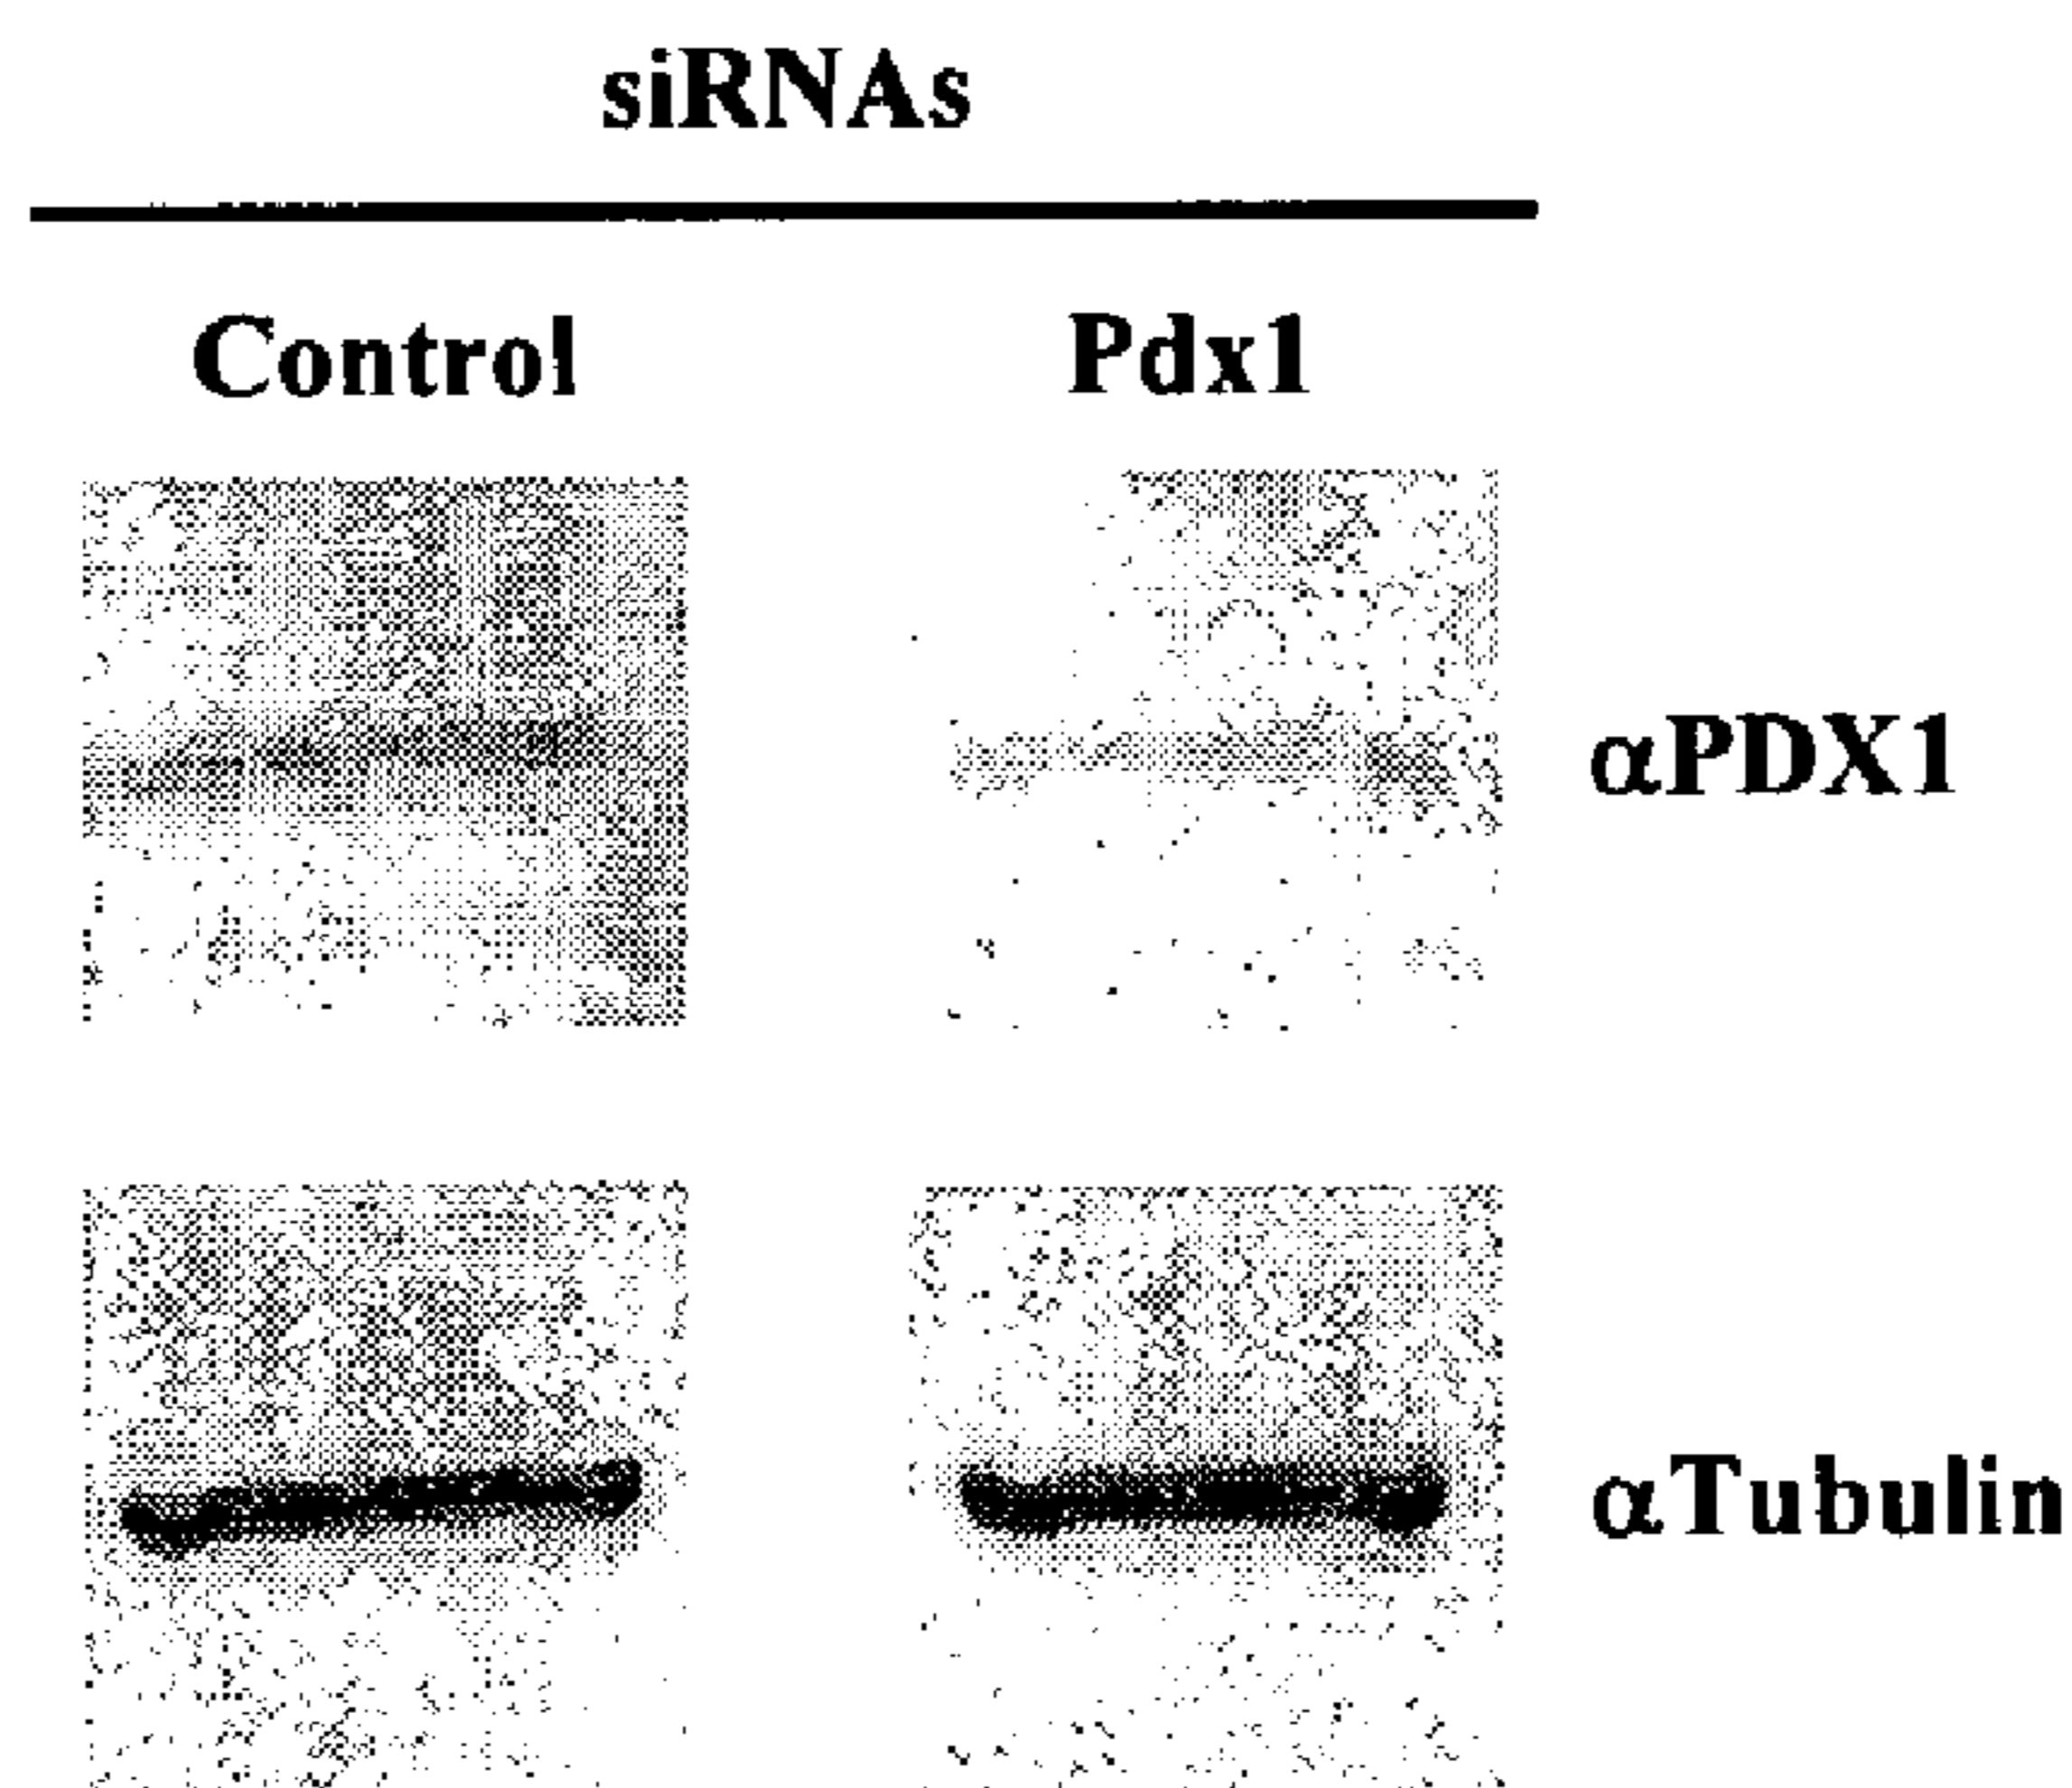 siRNAs
Control Pdx1
αPDX1
αTubulin